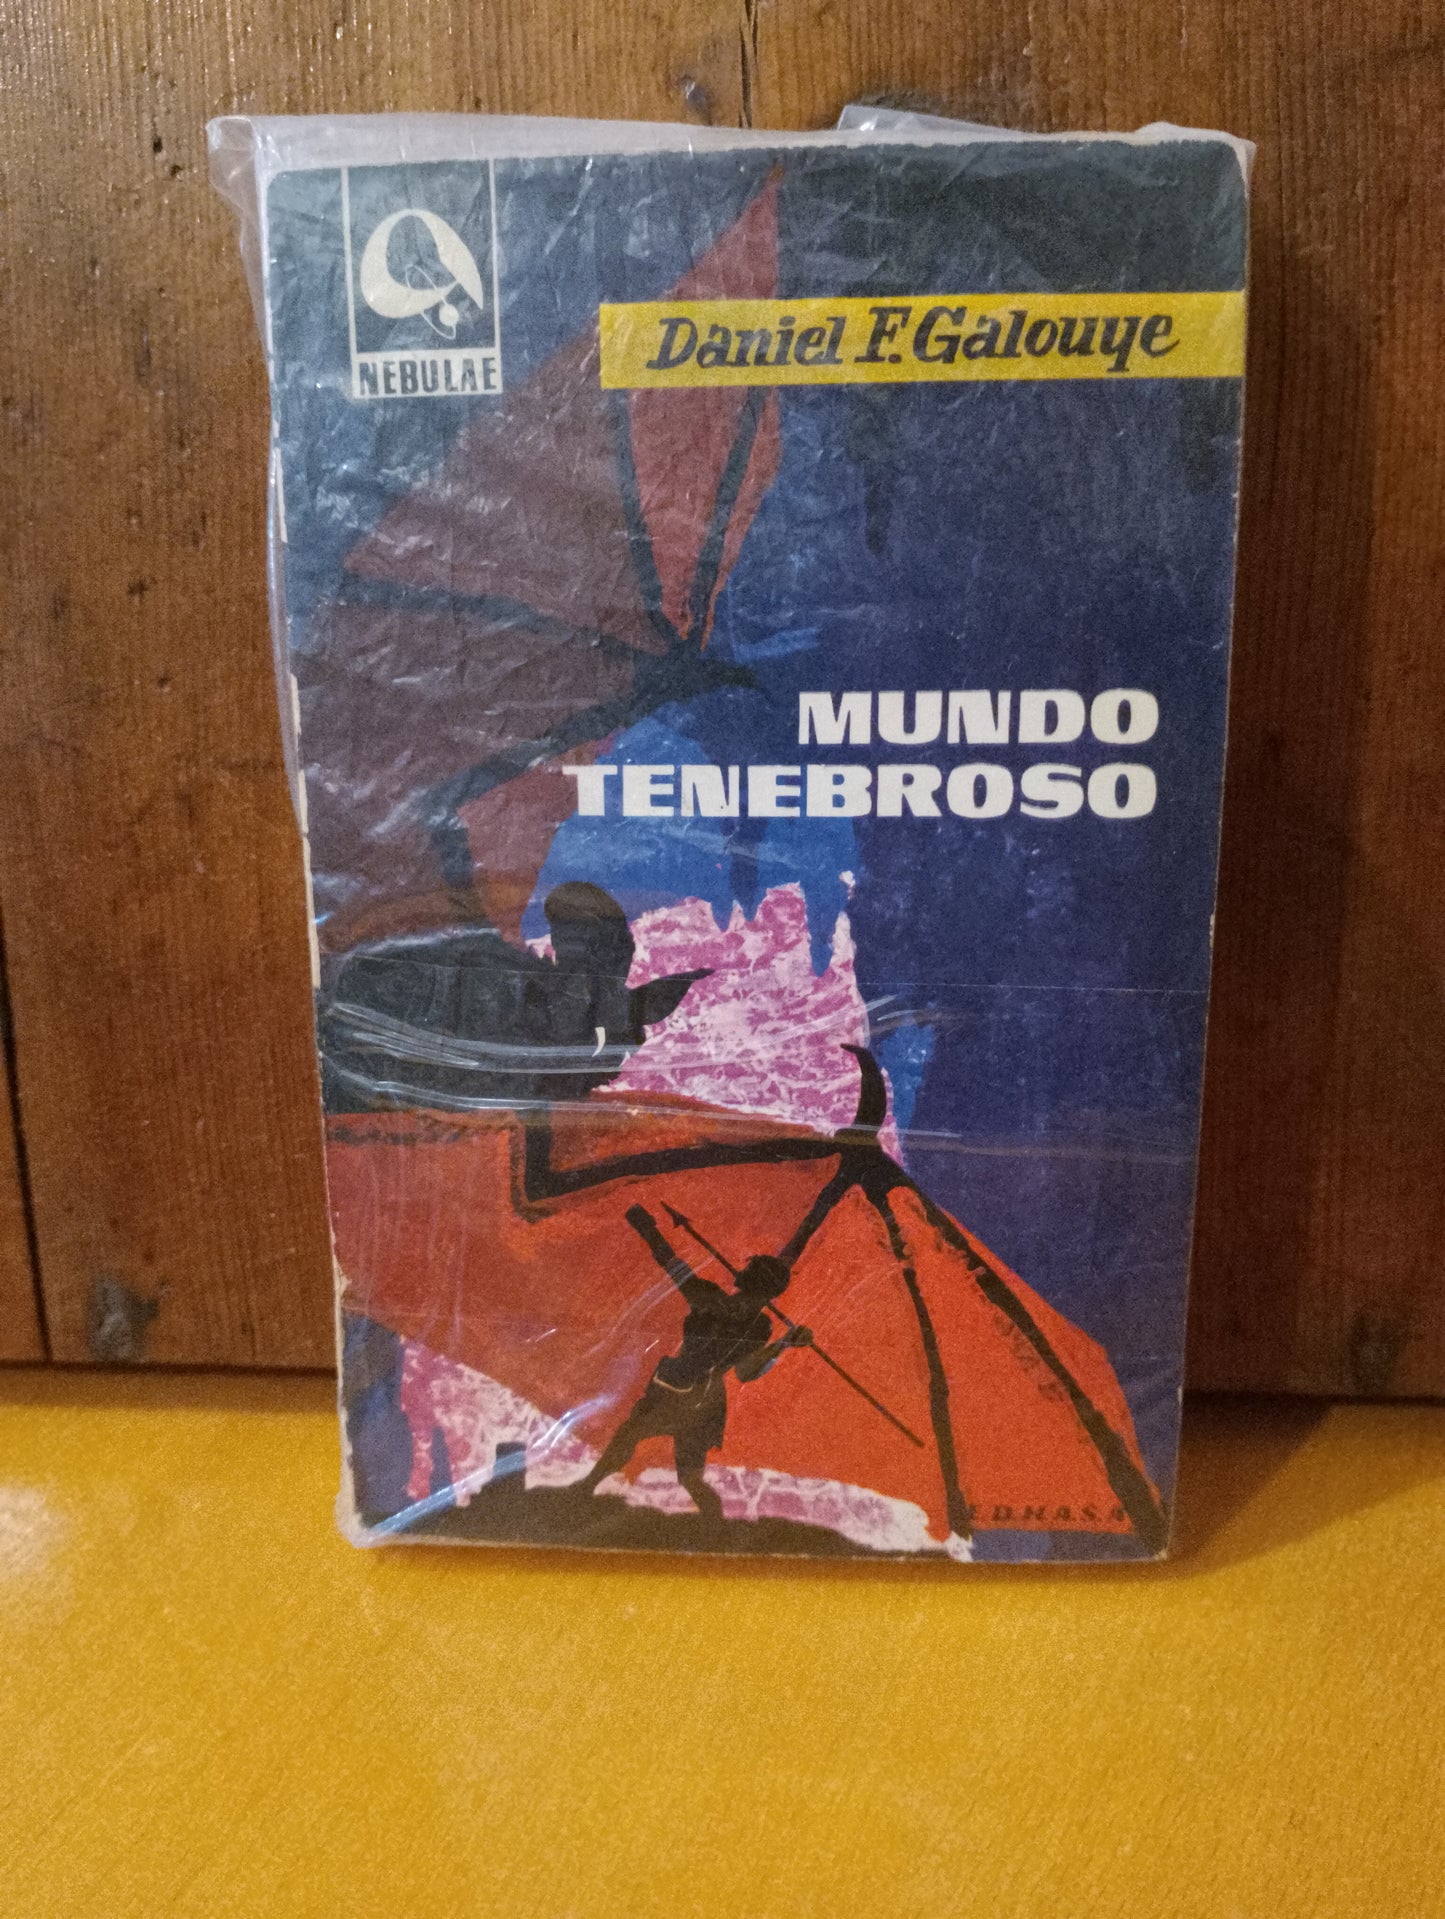 NEBULAE
Daniel F. Galouye
MUNDO
TENEBROSO
E.D.H.A.S.A.